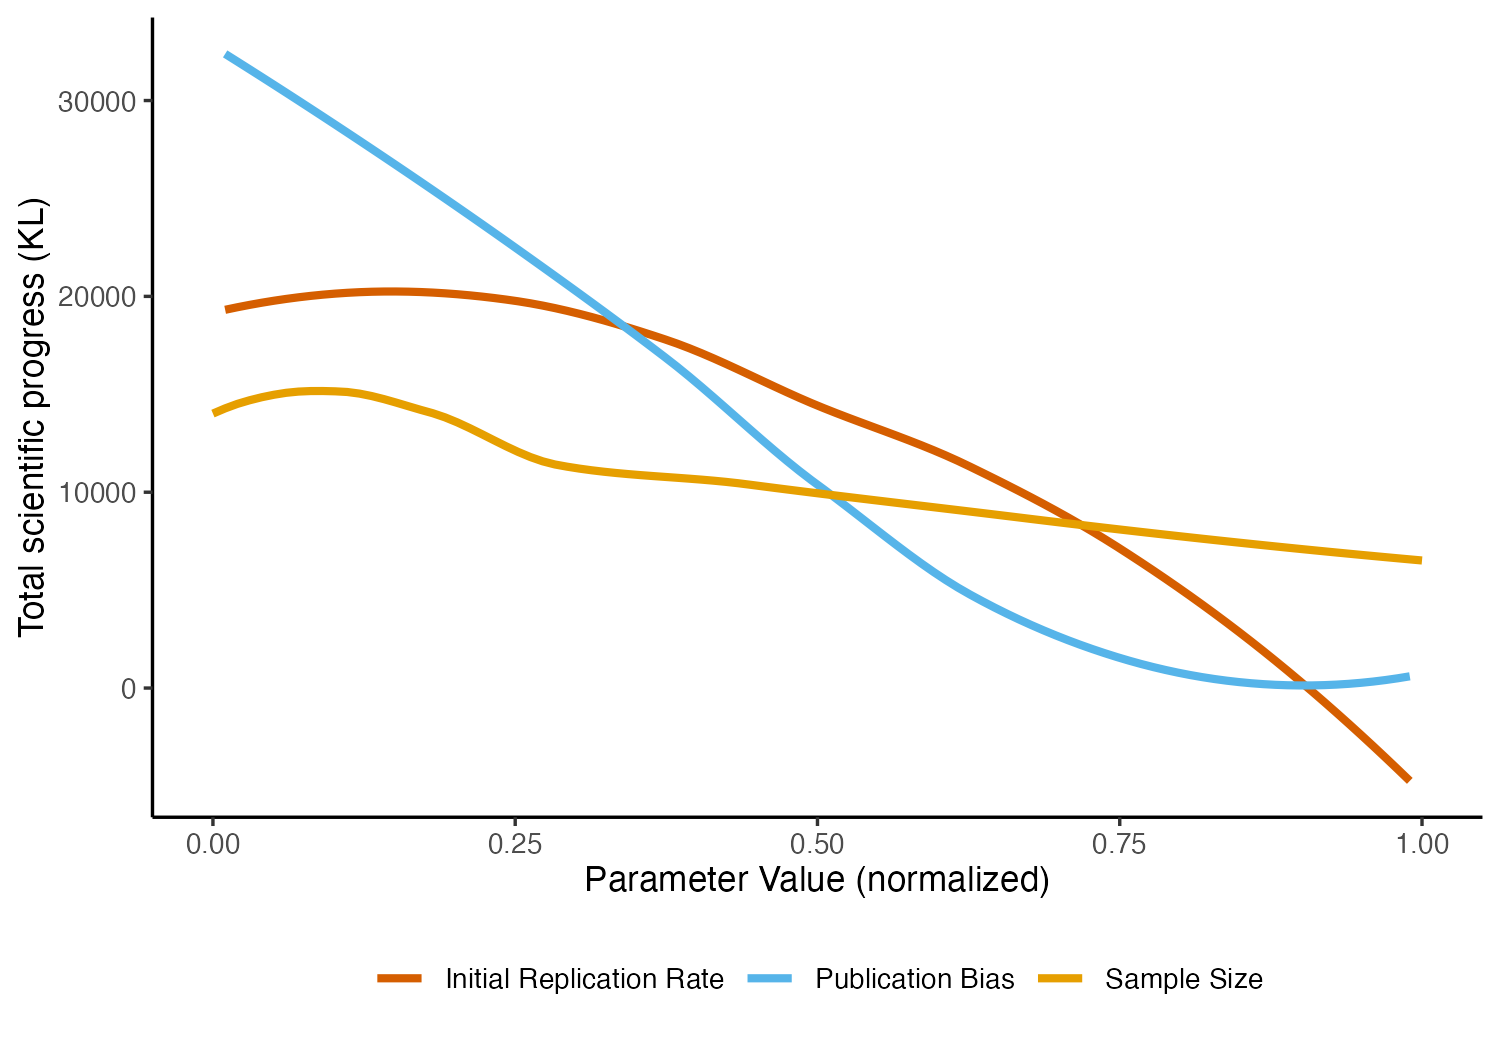 Total scientific progress (KL)
30000
20000
10000
0
0.00 0.25 0.50 0.75 1.00
Parameter Value (normalized)
Initial Replication Rate Publication Bias Sample Size